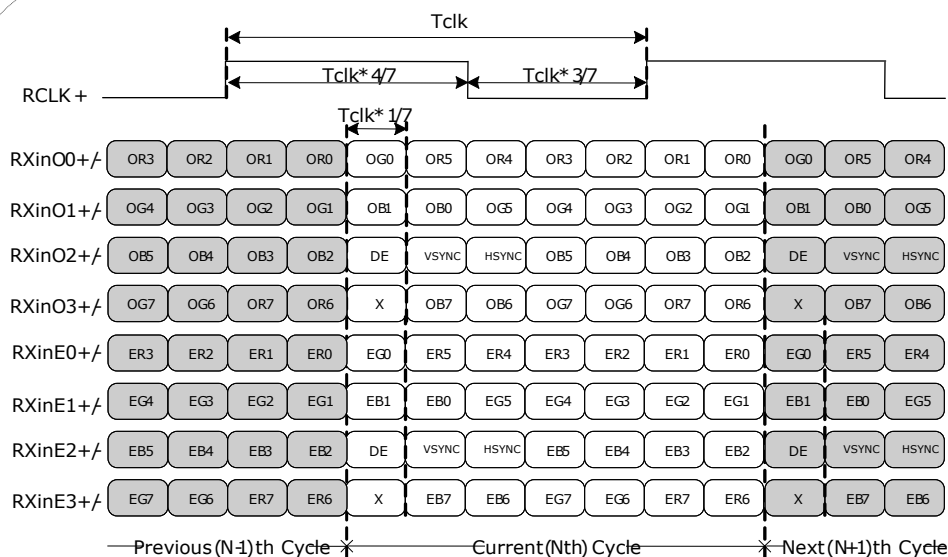 Tclk
Tclk*4/7 Tclk*3/7
RCLK+
Tclk*1/7
RXinO0+/- OR3 OR2 OR1 OR0 OG0 OR5 OR4 OR3 OR2 OR1 OR0 OG0 OR5 OR4
RXinO1+/- OG4 OG3 OG2 OG1 OB1 OB0 OG5 OG4 OG3 OG2 OG1 OB1 OB0 OG5
RXinO2+/- OB5 OB4 OB3 OB2 DE VSYNC HSYNC OB5 OB4 OB3 OB2 DE VSYNC HSYNC
RXinO3+/- OG7 OG6 OR7 OR6 X OB7 OB6 OG7 OG6 OR7 OR6 X OB7 OB6
RXinE0+/- ER3 ER2 ER1 ER0 EG0 ER5 ER4 ER3 ER2 ER1 ER0 EG0 ER5 ER4
RXinE1+/- EG4 EG3 EG2 EG1 EB1 EB0 EG5 EG4 EG3 EG2 EG1 EB1 EB0 EG5
RXinE2+/- EB5 EB4 EB3 EB2 DE VSYNC HSYNC EB5 EB4 EB3 EB2 DE VSYNC HSYNC
RXinE3+/- EG7 EG6 ER7 ER6 X EB7 EB6 EG7 EG6 ER7 ER6 X EB7 EB6
Previous(N-1)th Cycle Current(Nth) Cycle Next(N+1)th Cycle